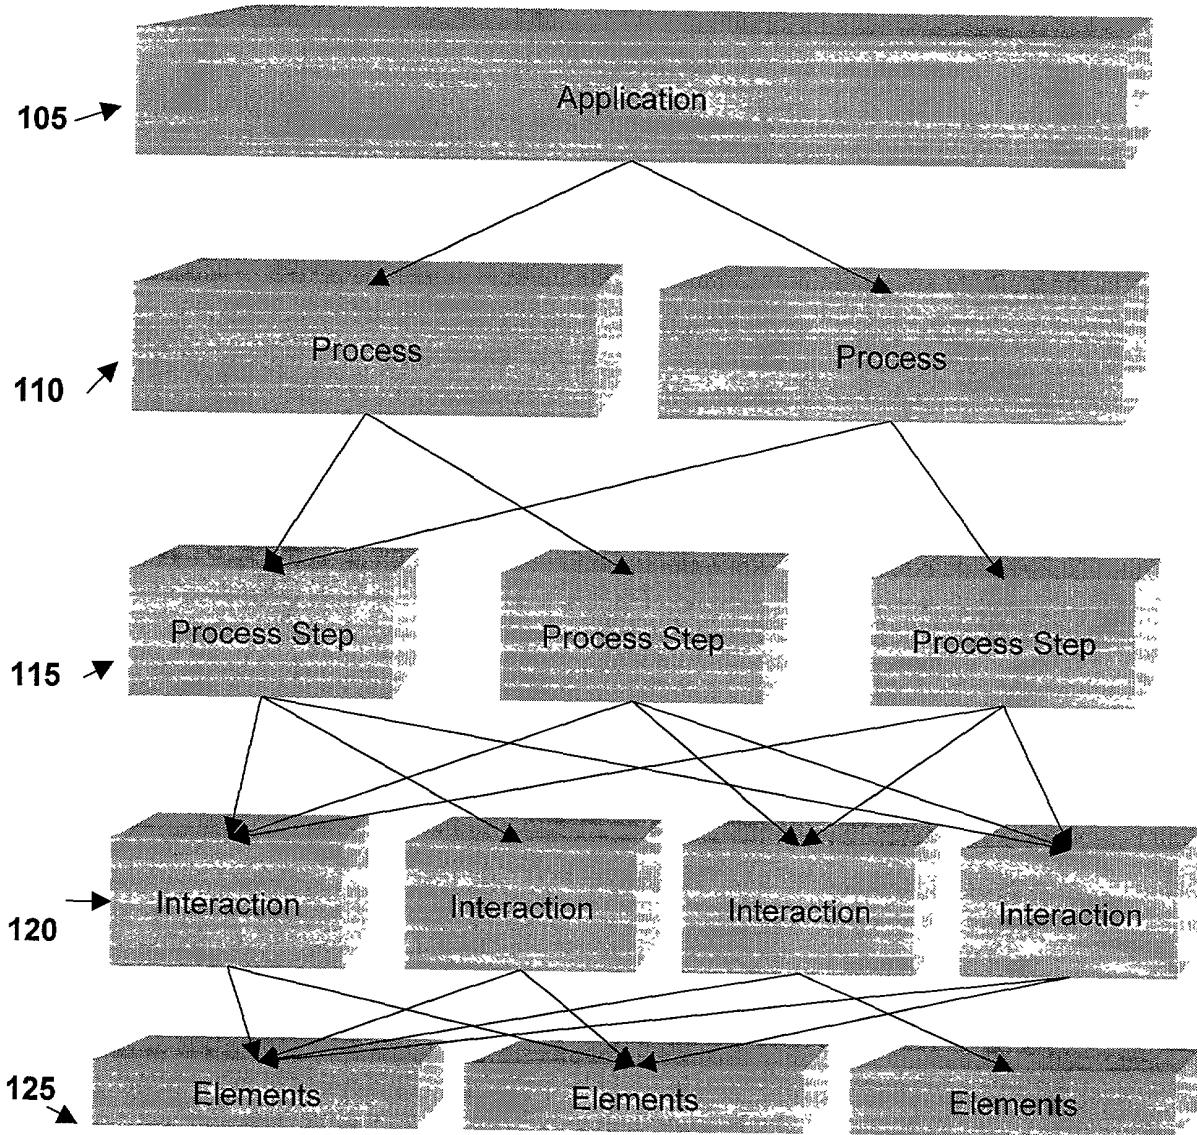 Application
105
Process
Process
110
Process Step
Process Step
Process Step
115
Interaction
Interaction
Interaction
Interaction
120
Elements
Elements
Elements
125